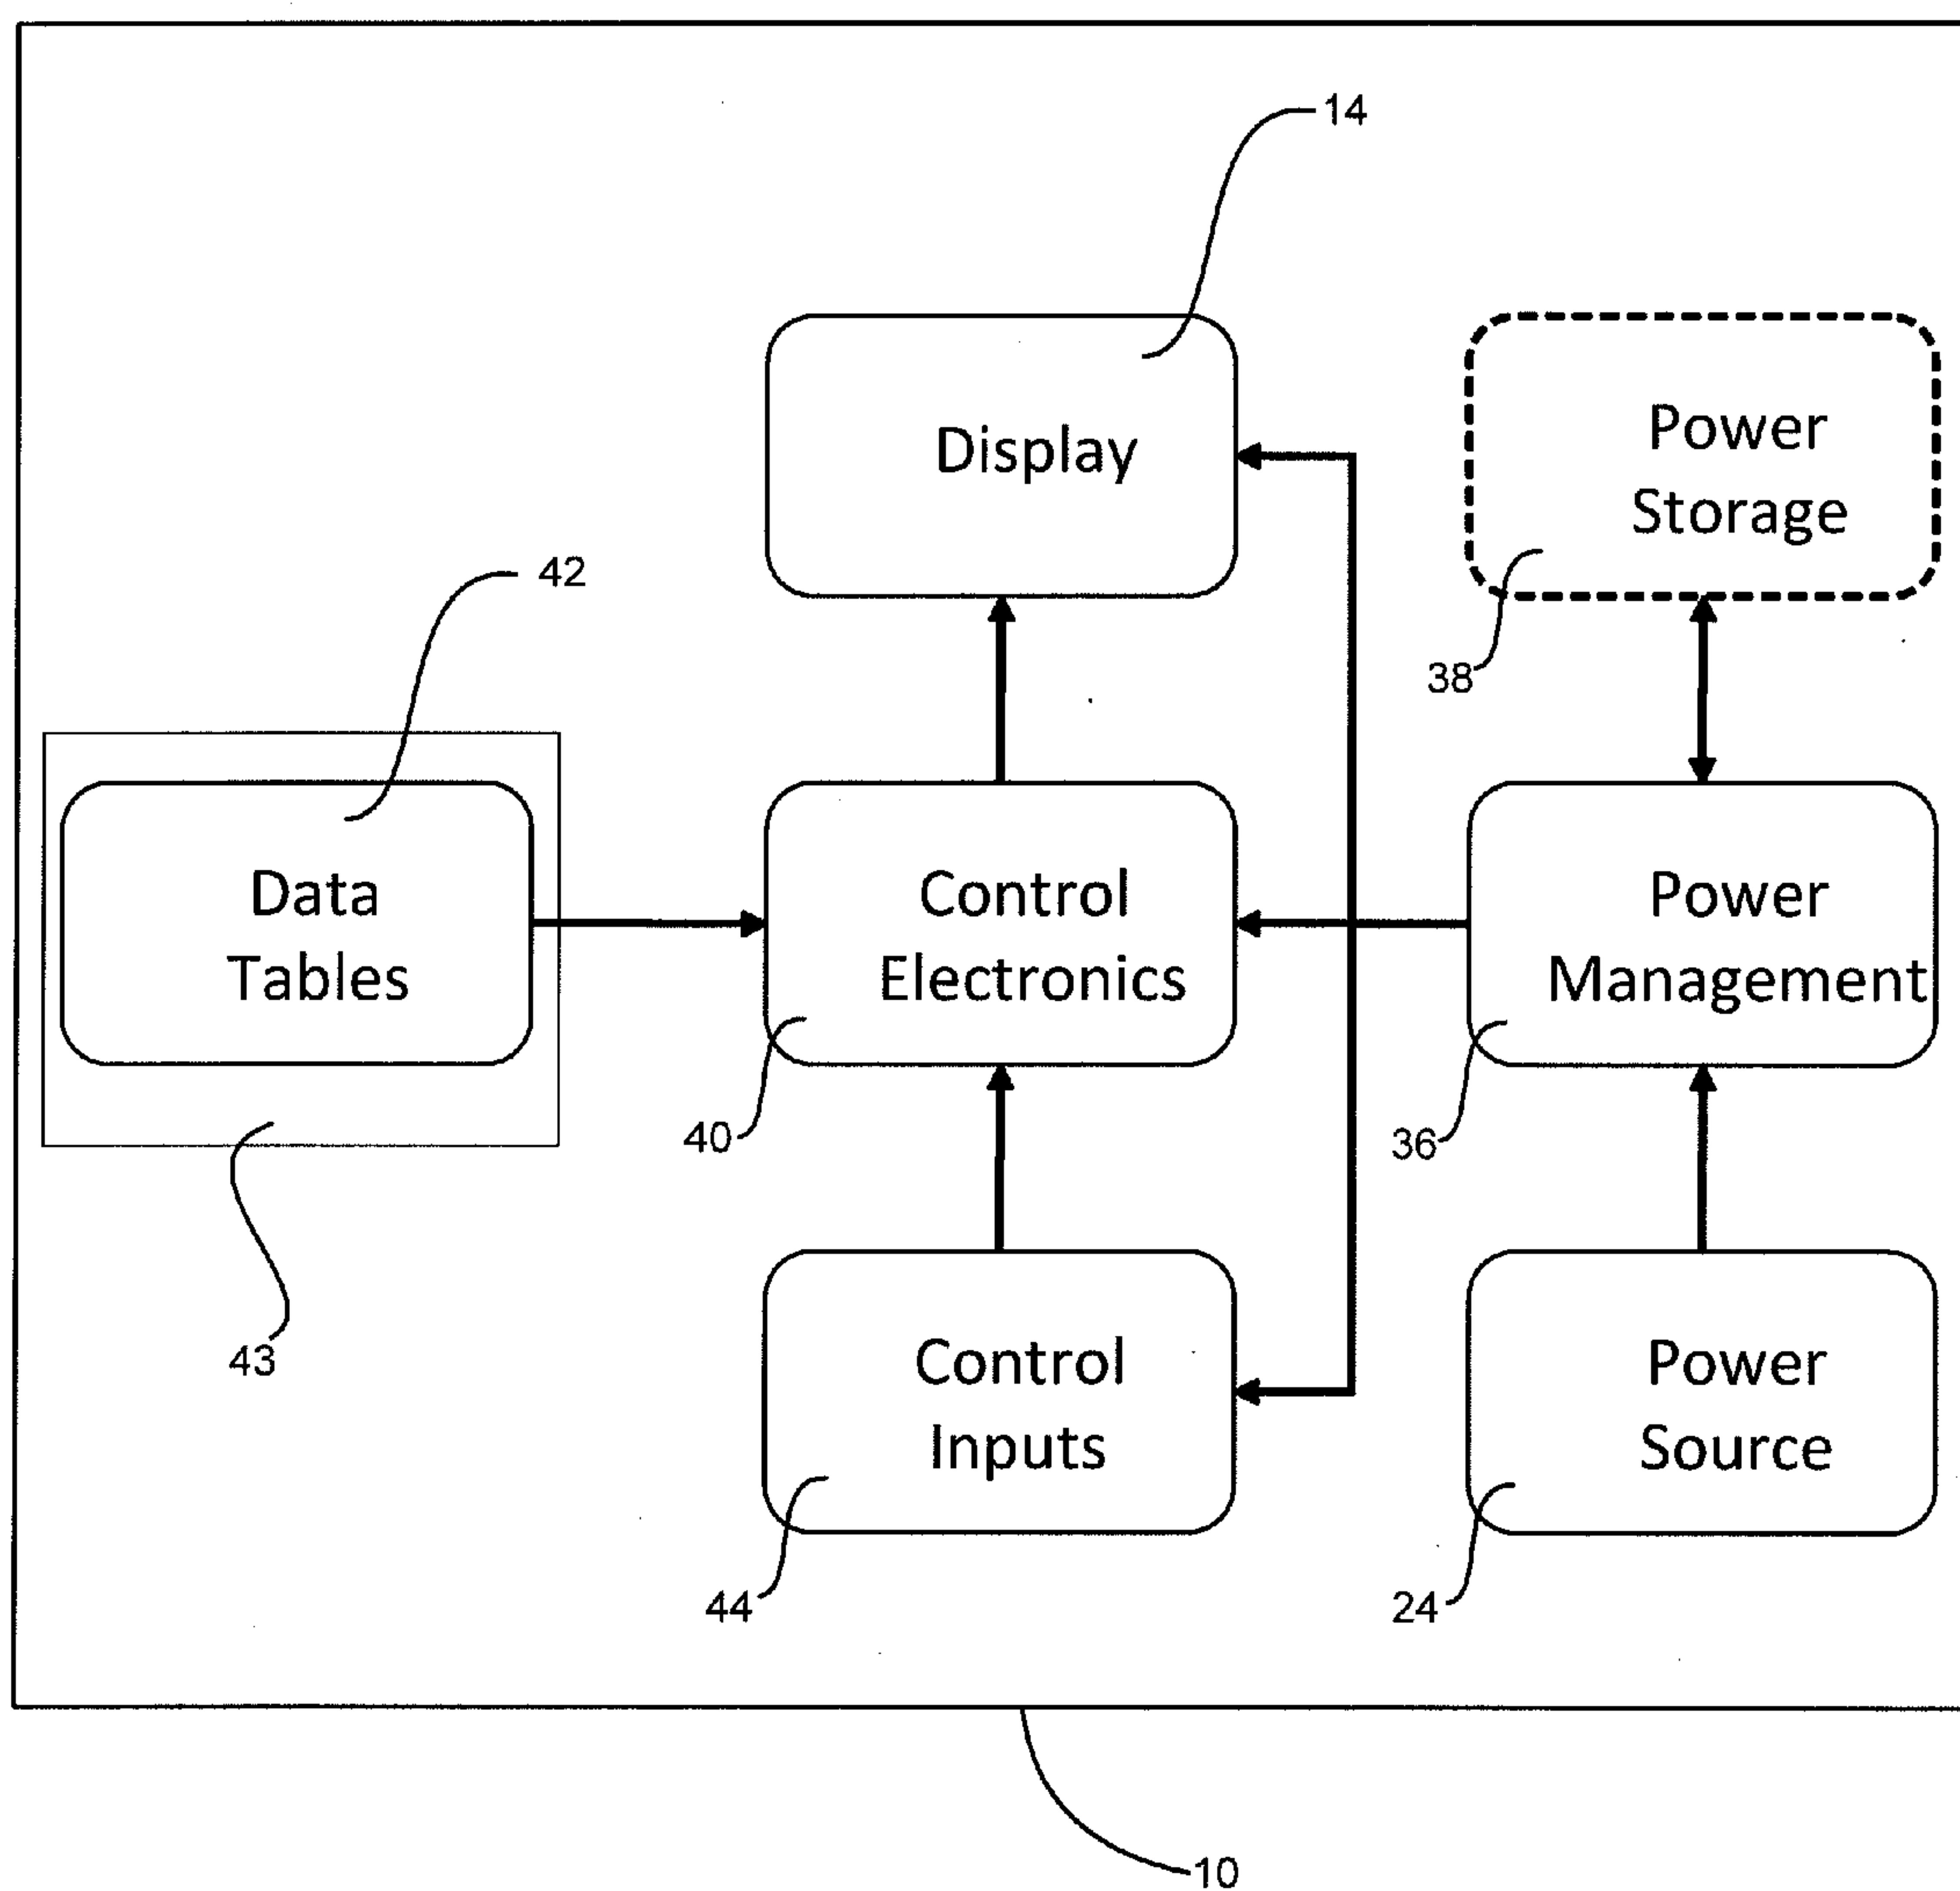 14
Display
Power
Storage
42
38
Data
Tables
Control
Electronics
Power
Management
40
36
43
Control
Inputs
Power
Source
44
24
10